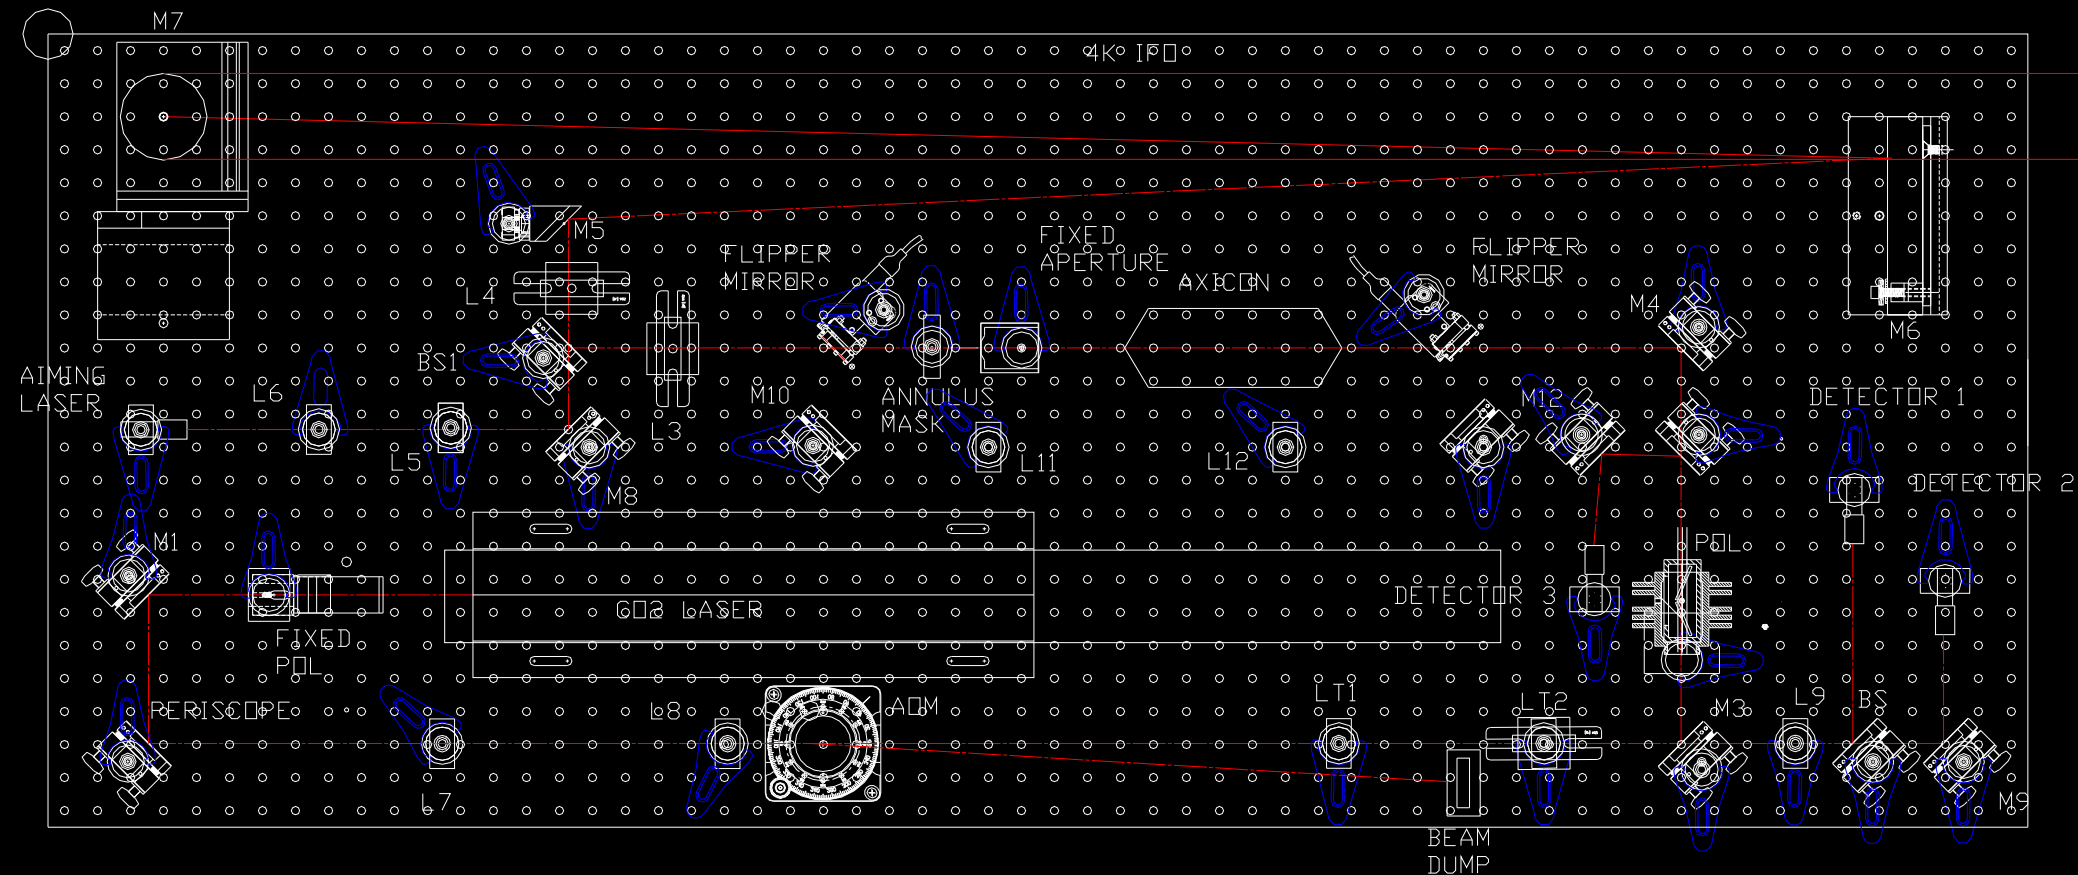 M7
4K IFO
M5
FLIPPER
MIRROR
FIXED
APERTURE
AXICON
FLIPPER
MIRROR
L4
M4
M6
BS1
AIMING
LASER
L6
L3
M10
ANNULUS
MASK
M12
DETECTOR 1
L5
L11
L12
M8
DETECTOR 2
M1
POL
CO2 LASER
DETECTOR 3
FIXED
POL
PERISCOPE
L8
AOM
LT1
LT2
M3
L9
BS
L7
M9
BEAM
DUMP